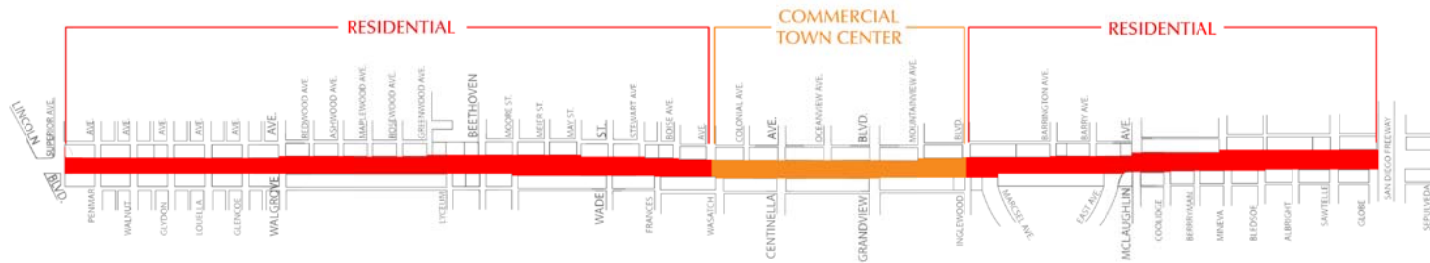 RESIDENTIAL
COMMERCIAL
TOWN CENTER
RESIDENTIAL
LINCOLN
BLVD.
SUPERIOR AVE.
AVE
AVE.
AVE.
AVE.
AVE.
AVE.
REDWOOD AVE.
ASHWOOD AVE.
MAPLEWOOD AVE.
ROSEWOOD AVE.
GREENWOOD AVE.
BEETHOVEN
MOORE ST.
MEIER ST.
MAY ST.
ST.
STEWART AVE
BOISE AVE.
AVE.
COLONIAL AVE.
AVE.
OCEANVIEW AVE.
BLVD.
MOUNTAINVIEW AVE.
BLVD.
BARRINGTON AVE.
BARRY AVE.
AVE.
SAN DIEGO FREEWAY
PENMAR
WALNUT
GLYDON
LOUELLA
GLENCOE
WALGROVE
LYCEUM
WADE
FRANCES
WASATCH
CENTINELLA
GRANDVIEW
INGLEWOOD
MARCSEL AVE.
EAST AVE.
MCLAUGHLIN
COOLIDGE
BERRRYMAN
MINEVA
BLEDSOE
ALBRIGHT
SAWTELLE
GLOBE
SEPULVEDA